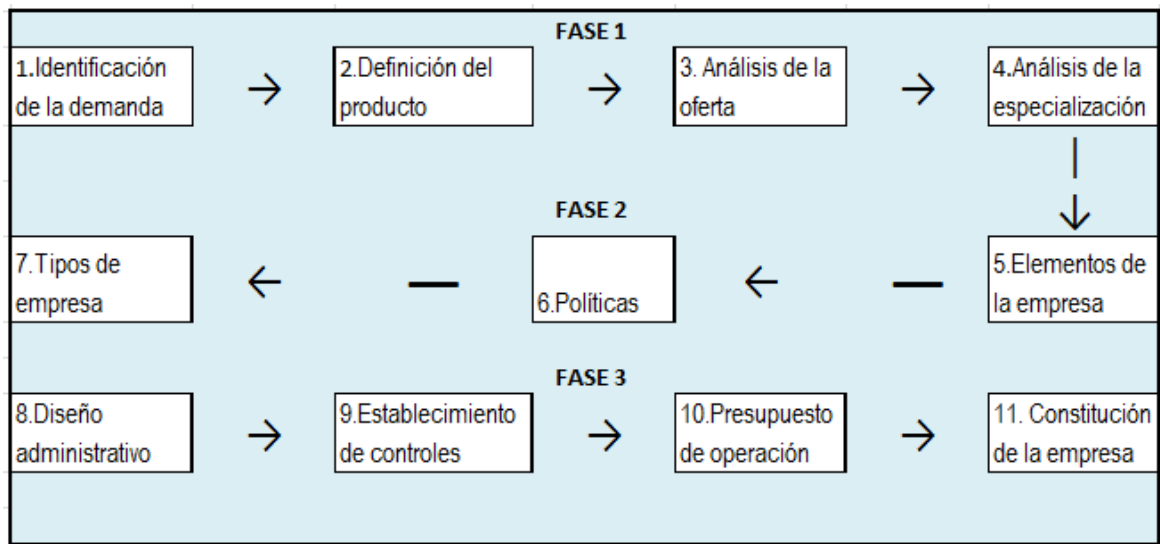 FASE 1
1.Identificación
de la demanda
2.Definición del
producto
3. Análisis de la
oferta
4.Análisis de la
especialización
FASE 2
7.Tipos de
empresa
6.Políticas
5.Elementos de
la empresa
FASE 3
8.Diseño
administrativo
9.Establecimiento
de controles
10.Presupuesto
de operación
11. Constitución
de la empresa